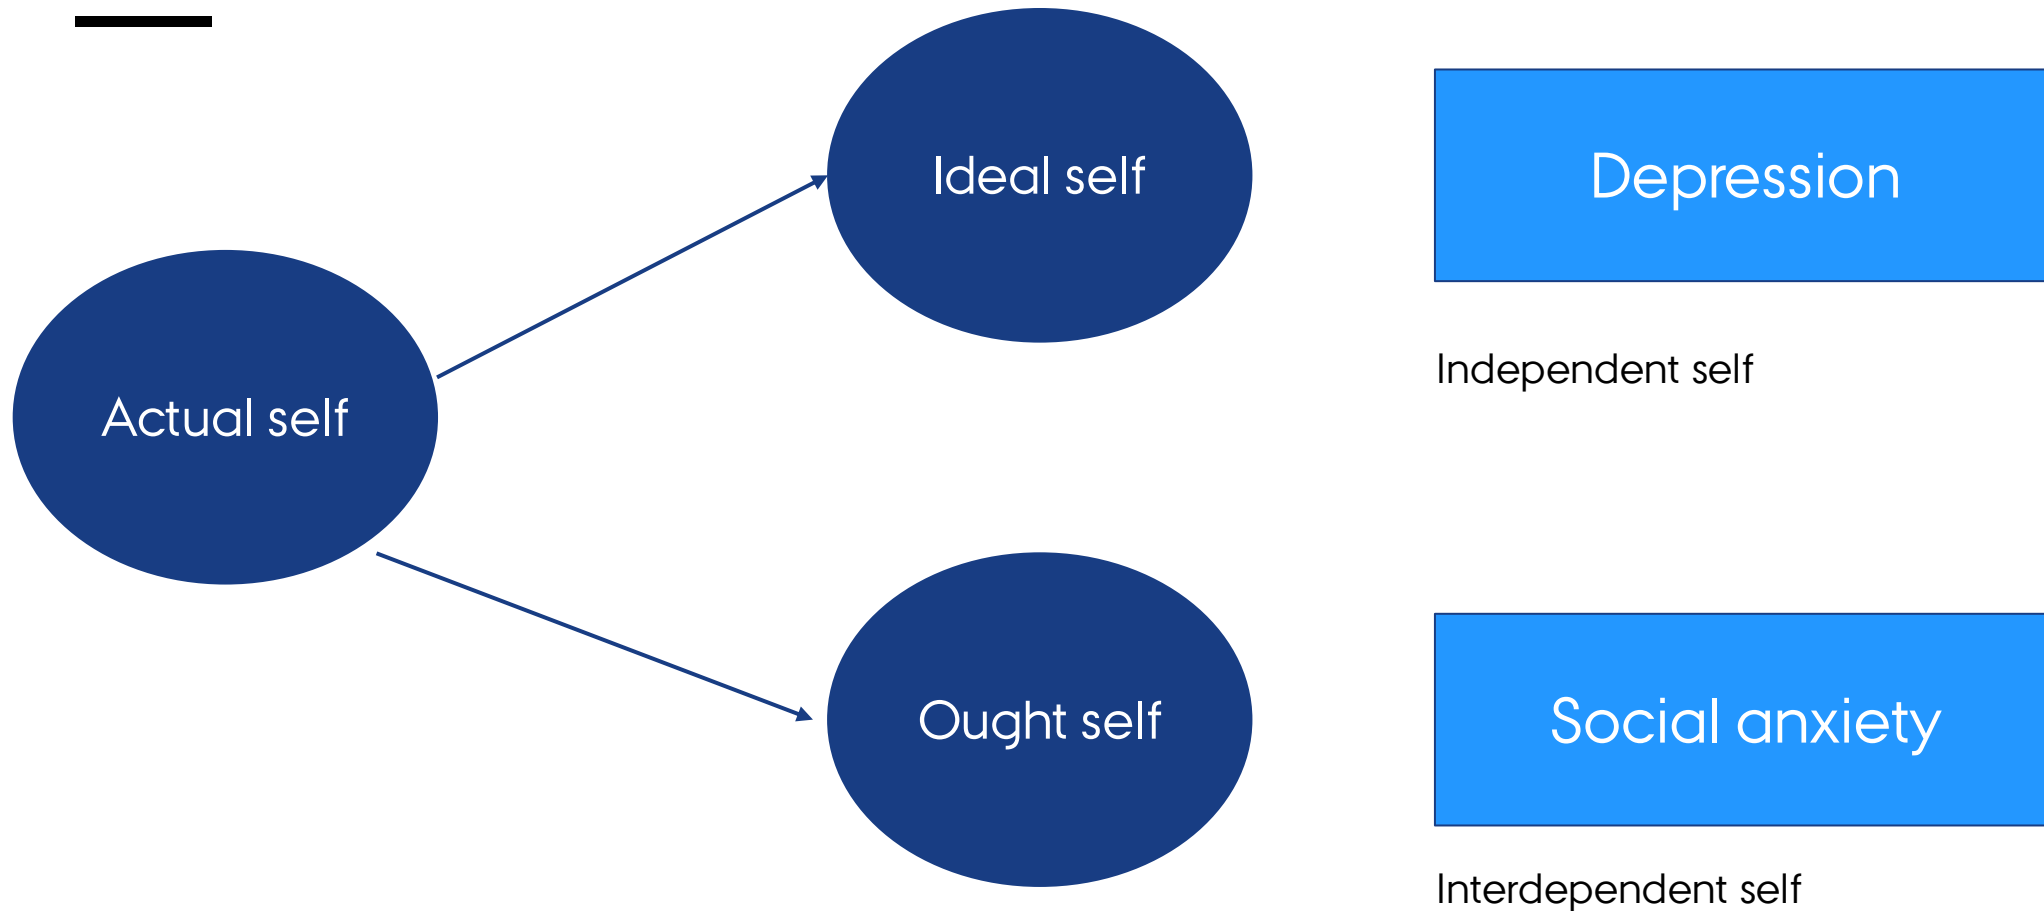 Ideal self
Depression
Independent self
Actual self
Ought self
Social anxiety
Interdependent self